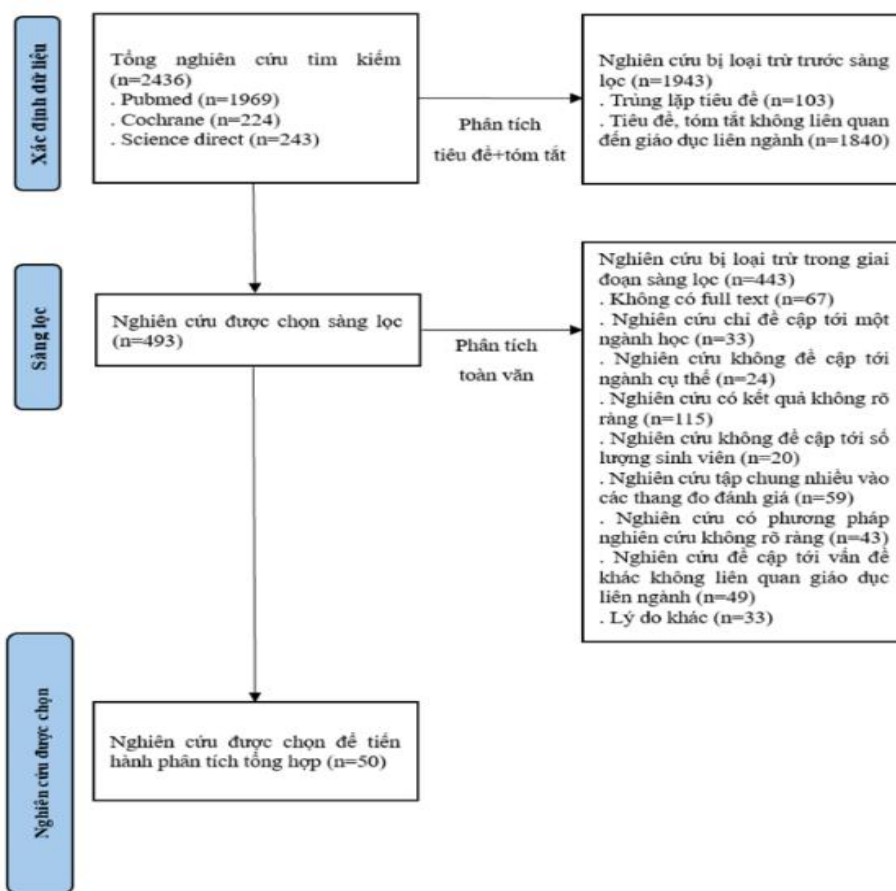 Xác định dữ liệu
Tổng nghiên cứu tìm kiếm
(n=2436)
. Pubmed (n=1969)
. Cochrane (n=224)
. Science direct (n=243)
Phân tích
tiêu đề+tóm tắt
Nghiên cứu bị loại trừ trước sàng
lọc (n=1943)
. Trùng lặp tiêu đề (n=103)
. Tiêu đề, tóm tắt không liên quan
đến giáo dục liên ngành (n=1840)
Sàng lọc
Nghiên cứu được chọn sàng lọc
(n=493)
Phân tích
toàn văn
Nghiên cứu bị loại trừ trong giai
đoạn sàng lọc (n=443)
. Không có full text (n=67)
. Nghiên cứu chỉ đề cập tới một
ngành học (n=33)
. Nghiên cứu không đề cập tới
ngành cụ thể (n=24)
. Nghiên cứu có kết quả không rõ
ràng (n=115)
. Nghiên cứu không đề cập tới số
lượng sinh viên (n=20)
. Nghiên cứu tập chung nhiều vào
các thang đo đánh giá (n=59)
. Nghiên cứu có phương pháp
nghiên cứu không rõ ràng (n=43)
. Nghiên cứu đề cập tới vấn đề
khác không liên quan giáo dục
liên ngành (n=49)
. Lý do khác (n=33)
Nghiên cứu được chọn
Nghiên cứu được chọn để tiến
hành phân tích tổng hợp (n=50)